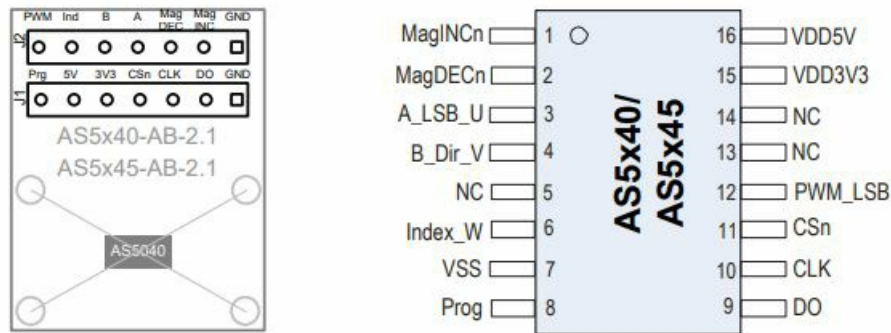 PWM Ind B A Mag DEC Mag INC GND
J2
Prg 5V 3V3 CSn CLK DO GND
J1
AS5x40-AB-2.1
AS5x45-AB-2.1
AS5040
MagINCn 1
MagDECn 2
A_LSB_U 3
B_Dir_V 4
NC 5
Index_W 6
VSS 7
Prog 8
AS5x40/
AS5x45
16 VDD5V
15 VDD3V3
14 NC
13 NC
12 PWM_LSB
11 CSn
10 CLK
9 DO